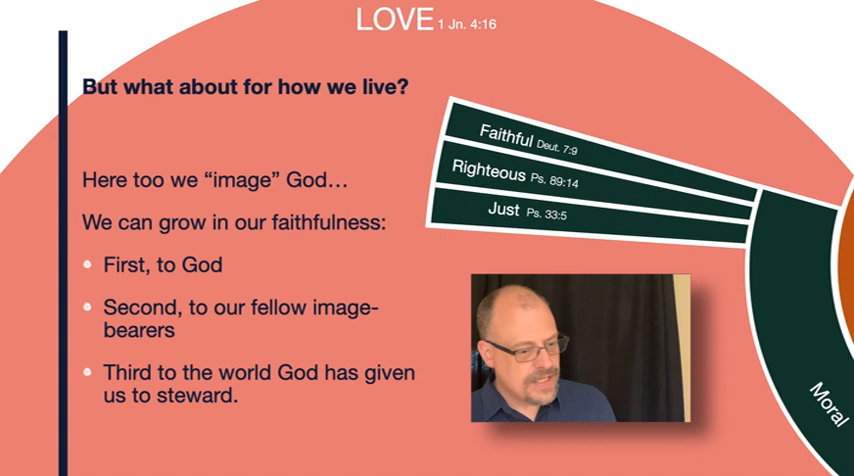 LOVE 1 Jn. 4:16
But what about for how we live?
Here too we “image” God…
We can grow in our faithfulness:
• First, to God
• Second, to our fellow image-
bearers
• Third to the world God has given
us to steward.
Faithful Deut. 7:9
Righteous Ps. 89:14
Just Ps. 33:5
Moral